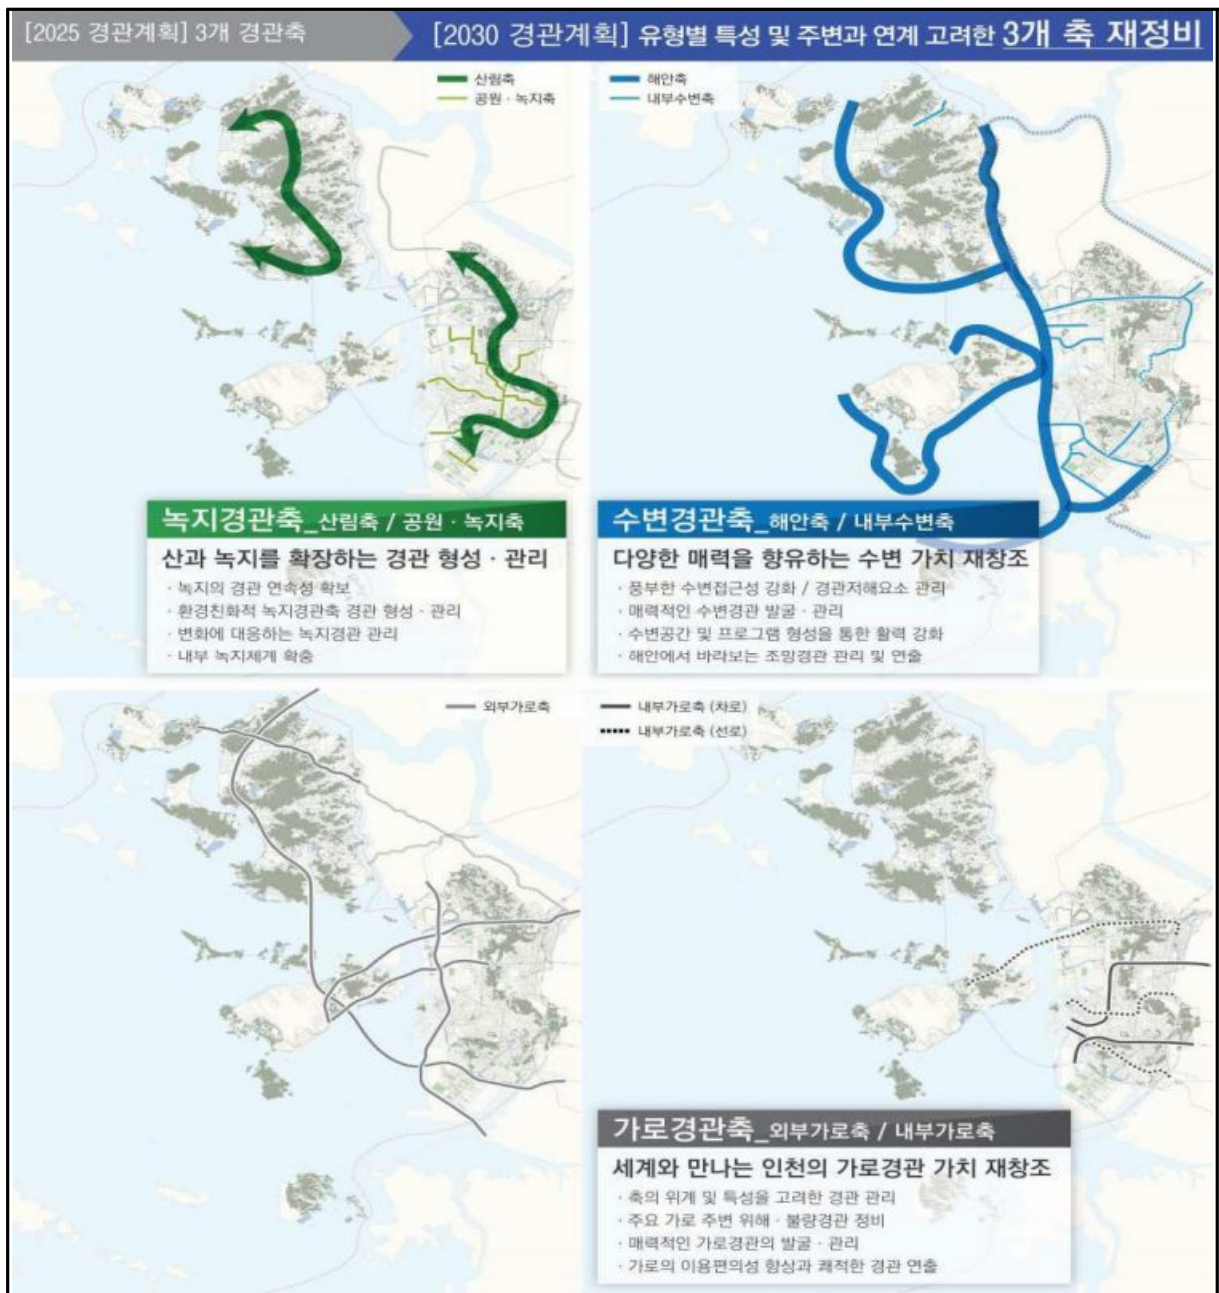 [2025 경관계획] 3개 경관축
[2030 경관계획] 유형별 특성 및 주변과 연계 고려한 3개 축 재정비
산림축
공원 · 녹지축
해안축
내부수변축
녹지경관축_산림축 / 공원 · 녹지축
산과 녹지를 확장하는 경관 형성 · 관리
· 녹지의 경관 연속성 확보
· 환경친화적 녹지경관축 경관 형성 · 관리
· 변화에 대응하는 녹지경관 관리
· 내부 녹지체계 확충
수변경관축_해안축 / 내부수변축
다양한 매력을 향유하는 수변 가치 재창조
· 풍부한 수변접근성 강화 / 경관저해요소 관리
· 매력적인 수변경관 발굴 · 관리
· 수변공간 및 프로그램 형성을 통한 활력 강화
· 해안에서 바라보는 조망경관 관리 및 연출
외부가로축
내부가로축 (차로)
내부가로축 (선로)
가로경관축_외부가로축 / 내부가로축
세계와 만나는 인천의 가로경관 가치 재창조
· 축의 위계 및 특성을 고려한 경관 관리
· 주요 가로 주변 위해 · 불량경관 정비
· 매력적인 가로경관의 발굴 · 관리
· 가로의 이용편의성 향상과 쾌적한 경관 연출